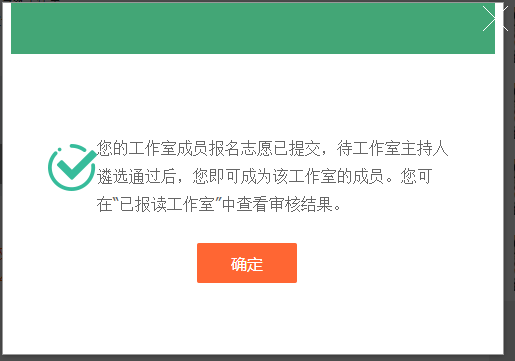 您的工作室成员报名志愿已提交，待工作室主持人
遴选通过后，您即可成为该工作室的成员。您可
在“已报读工作室”中查看审核结果。
确定